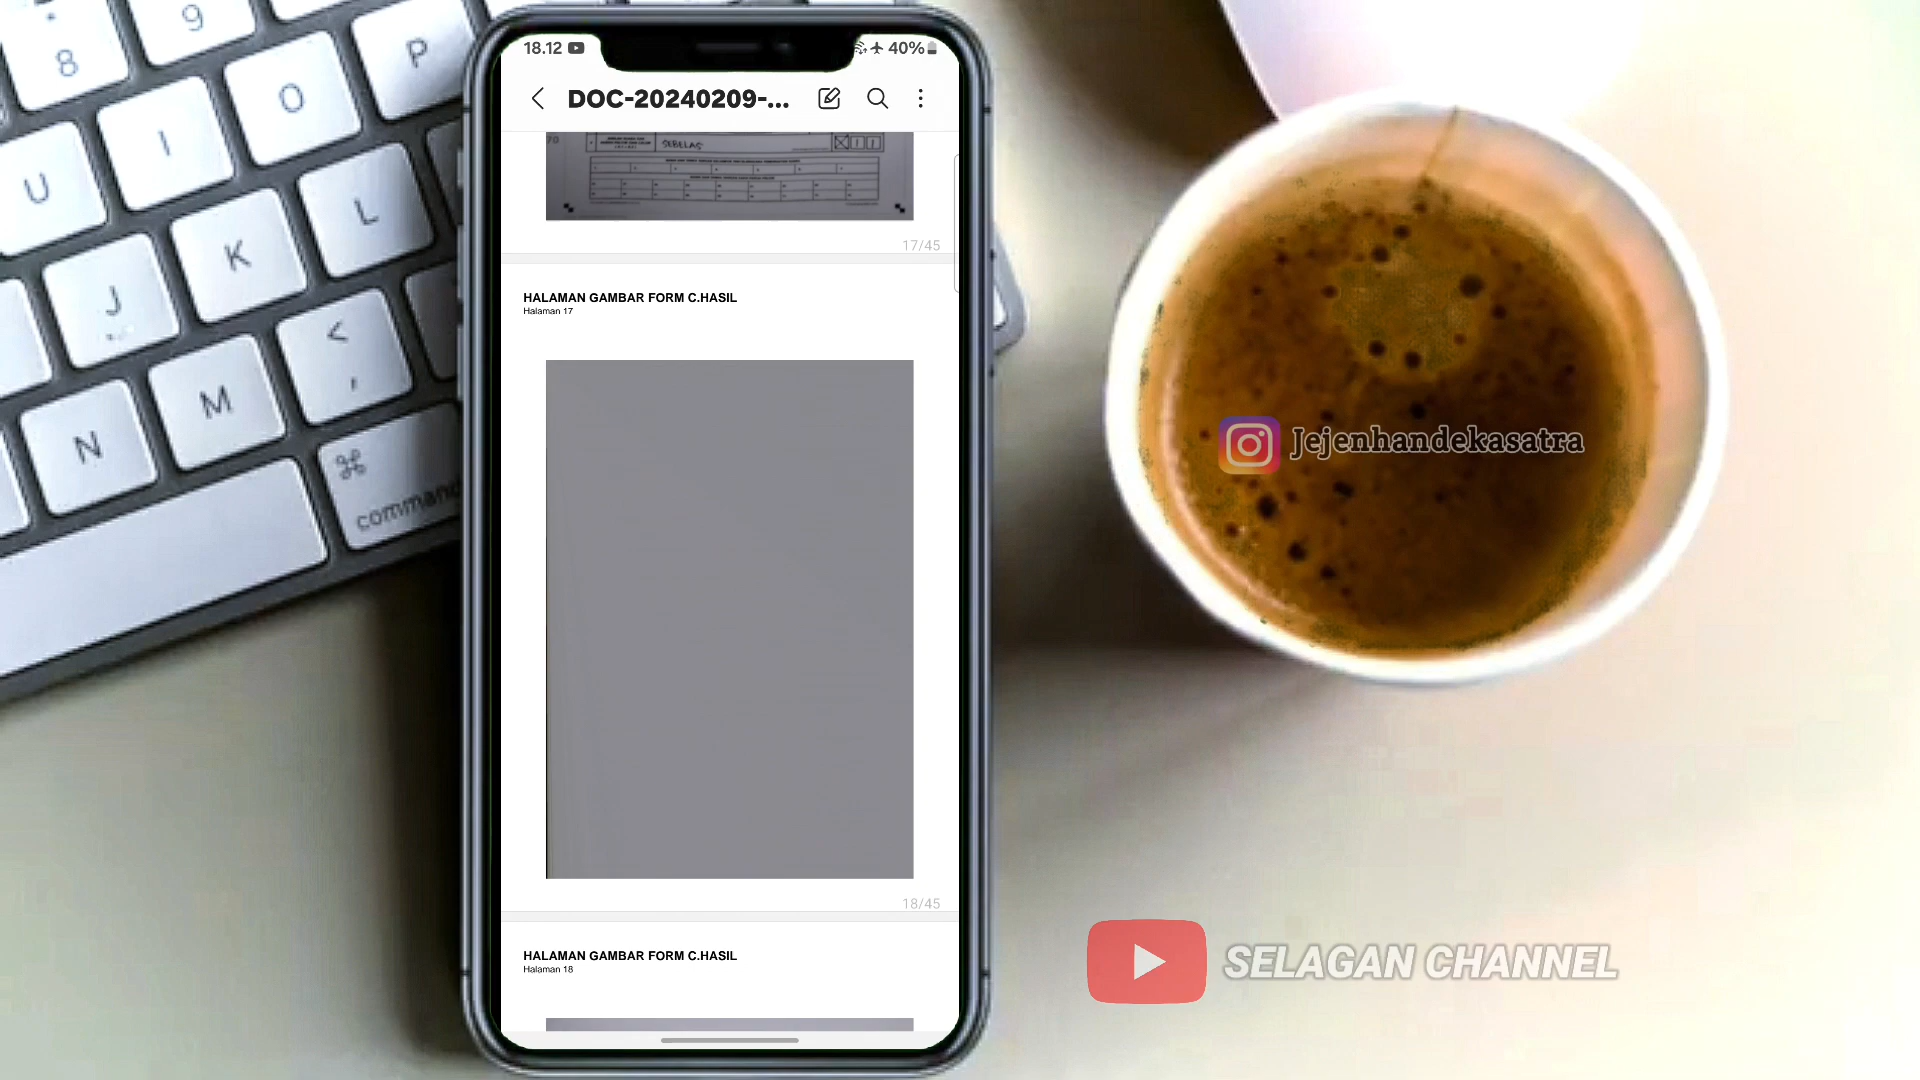 18.12
40%
DOC-20240209-...
SEBELAS
17/45
HALAMAN GAMBAR FORM C.HASIL
Halaman 17
18/45
HALAMAN GAMBAR FORM C.HASIL
Halaman 18
8
9
U
I
O
P
J
K
L
N
M
<
,
⌘
command
Jejenhandekasatra
SELAGAN CHANNEL